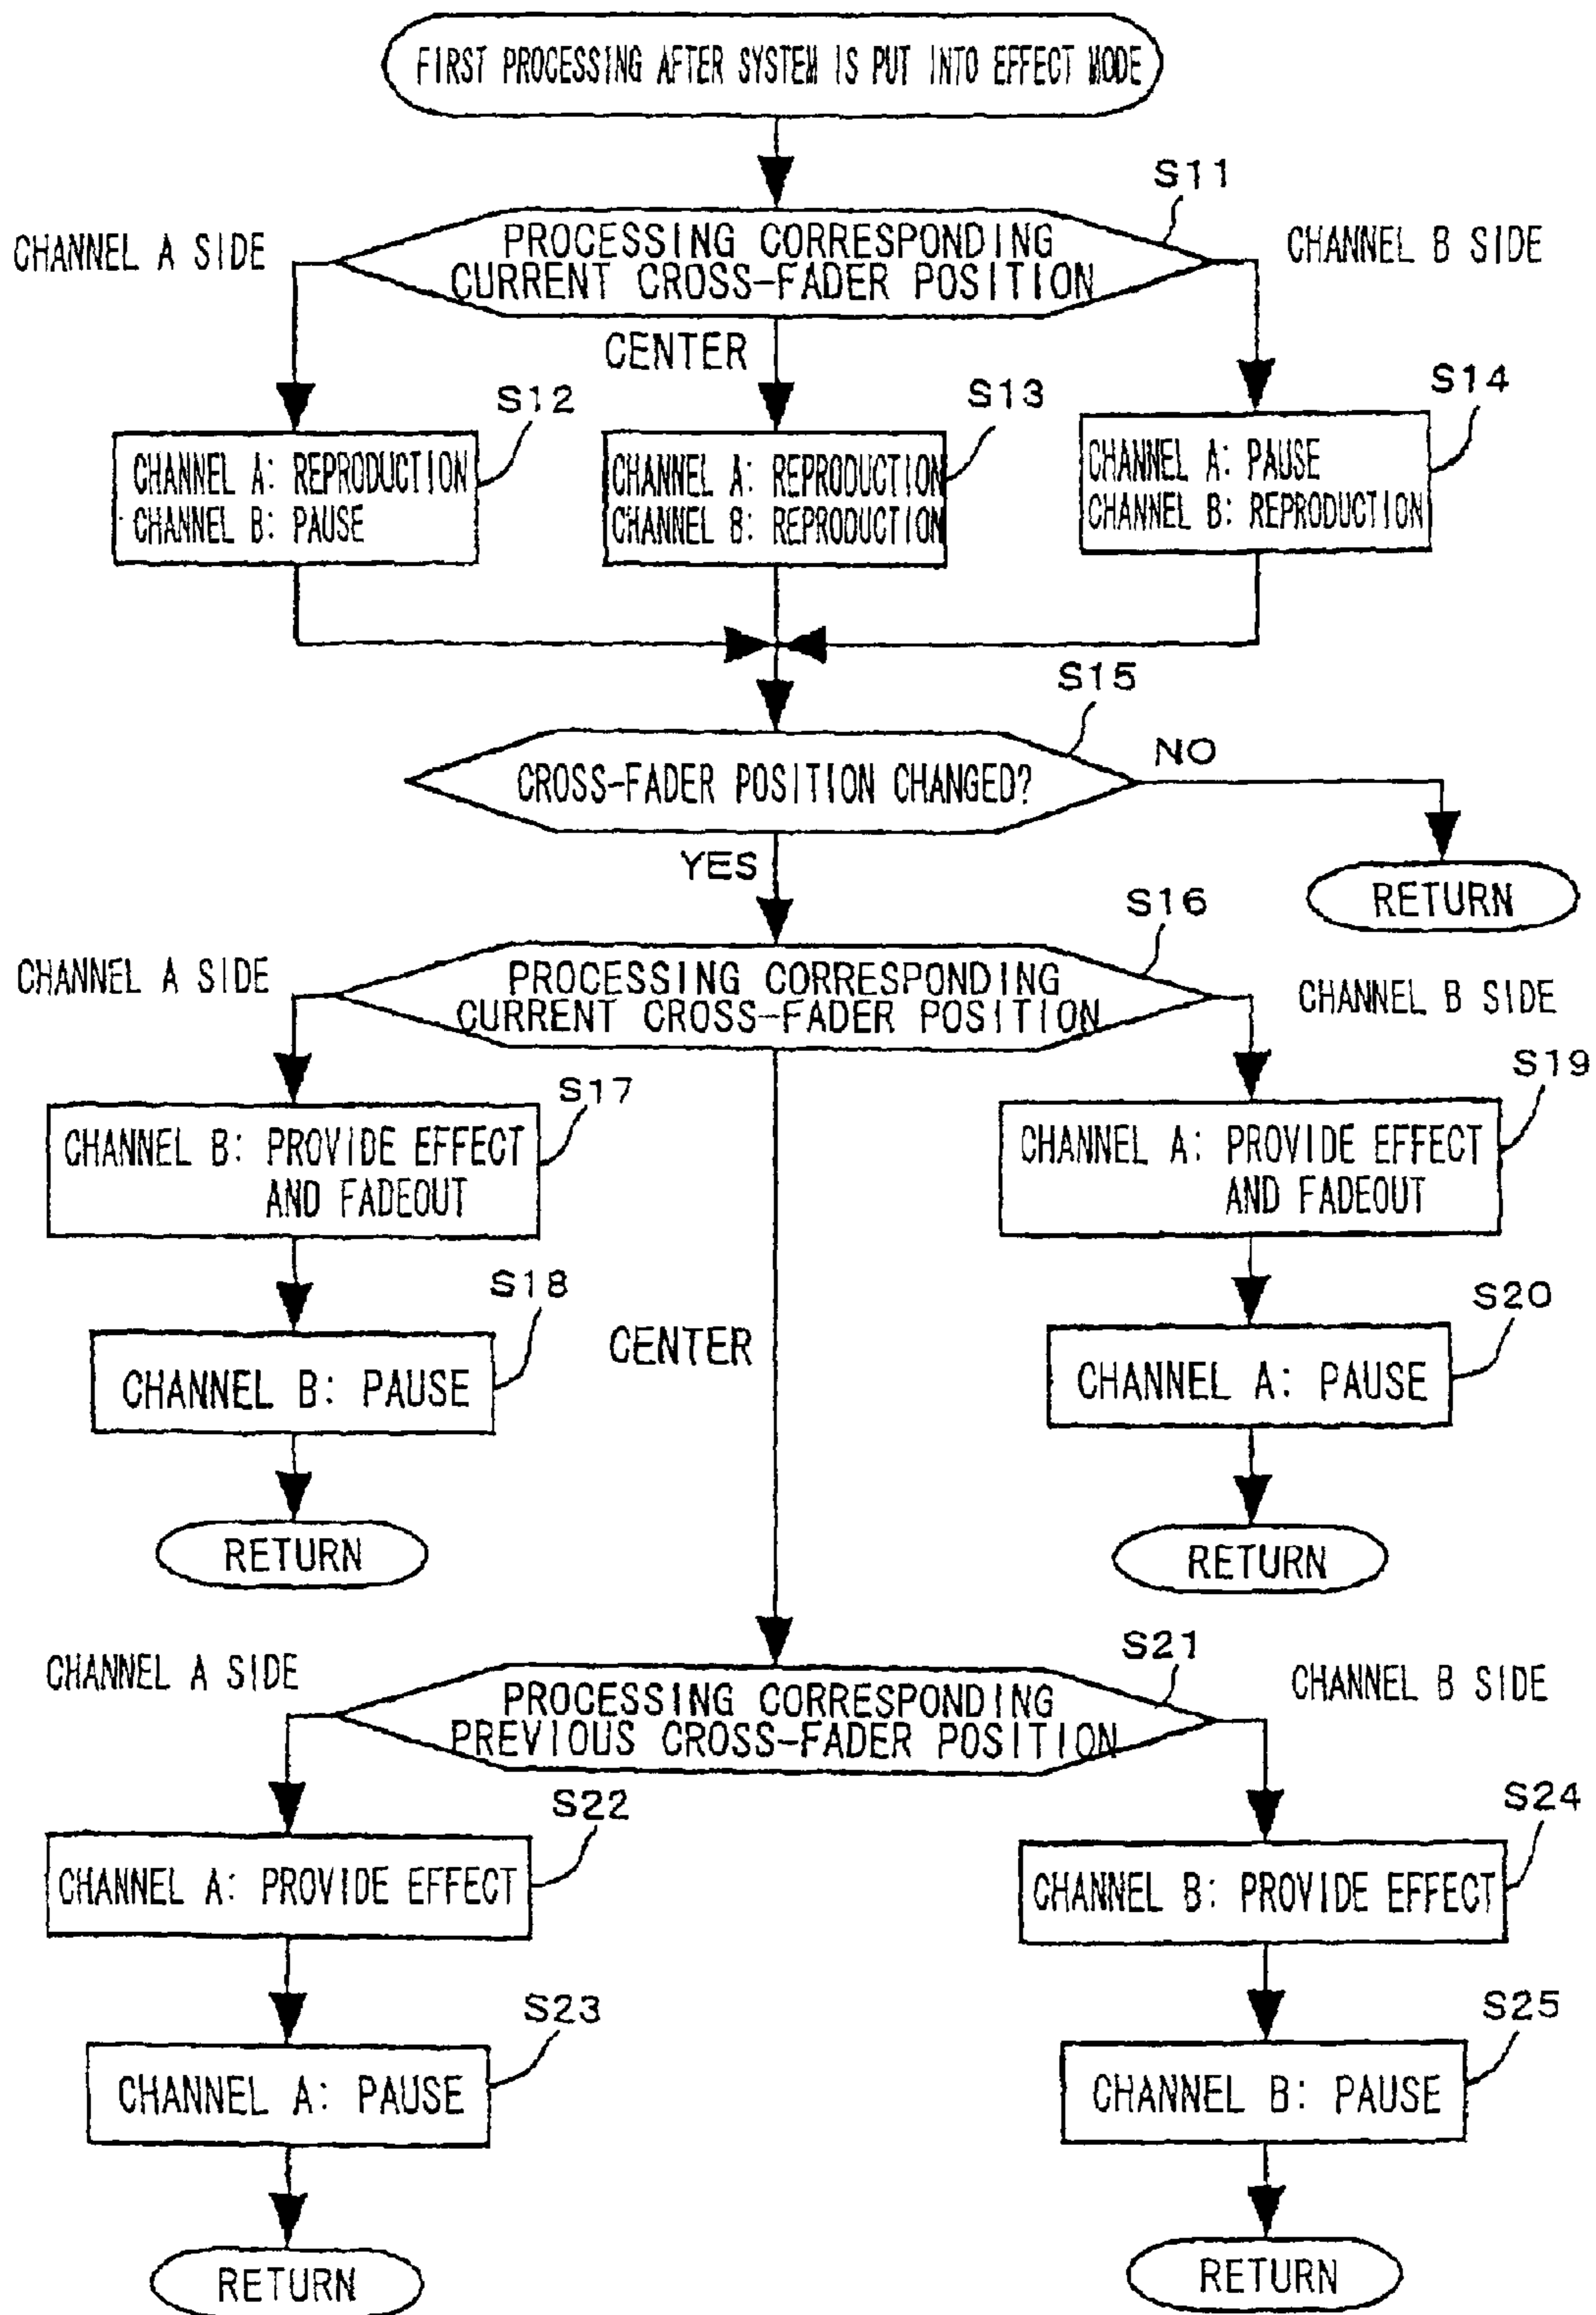 FIRST PROCESSING AFTER SYSTEM IS PUT INTO EFFECT MODE
S11
CHANNEL A SIDE
PROCESSING CORRESPONDING
CURRENT CROSS-FADER POSITION
CHANNEL B SIDE
CENTER
S12
S13
S14
CHANNEL A: REPRODUCTION
CHANNEL B: PAUSE
CHANNEL A: REPRODUCTION
CHANNEL B: REPRODUCTION
CHANNEL A: PAUSE
CHANNEL B: REPRODUCTION
S15
CROSS-FADER POSITION CHANGED?
NO
YES
RETURN
S16
CHANNEL A SIDE
PROCESSING CORRESPONDING
CURRENT CROSS-FADER POSITION
CHANNEL B SIDE
S17
S19
CHANNEL B: PROVIDE EFFECT
AND FADEOUT
CHANNEL A: PROVIDE EFFECT
AND FADEOUT
S18
S20
CENTER
CHANNEL B: PAUSE
CHANNEL A: PAUSE
RETURN
RETURN
S21
CHANNEL A SIDE
PROCESSING CORRESPONDING
PREVIOUS CROSS-FADER POSITION
CHANNEL B SIDE
S22
S24
CHANNEL A: PROVIDE EFFECT
CHANNEL B: PROVIDE EFFECT
S23
S25
CHANNEL A: PAUSE
CHANNEL B: PAUSE
RETURN
RETURN